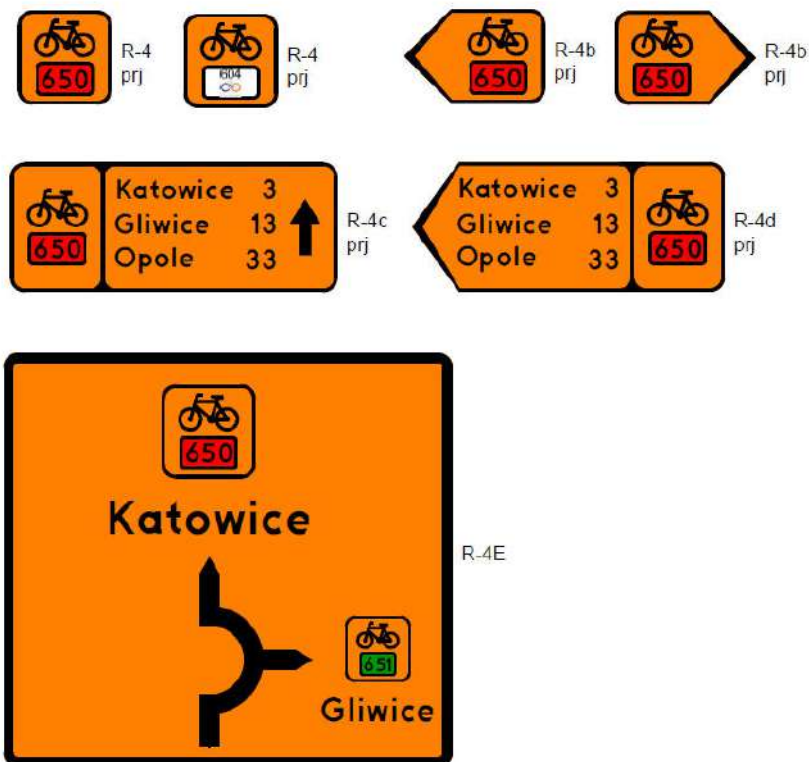 650
R-4
prj
604
R-4
prj
650
R-4b
prj
650
R-4b
prj
650
Katowice 3
Gliwice 13
Opole 33
R-4c
prj
Katowice 3
Gliwice 13
Opole 33
650
R-4d
prj
650
Katowice
R-4E
651
Gliwice